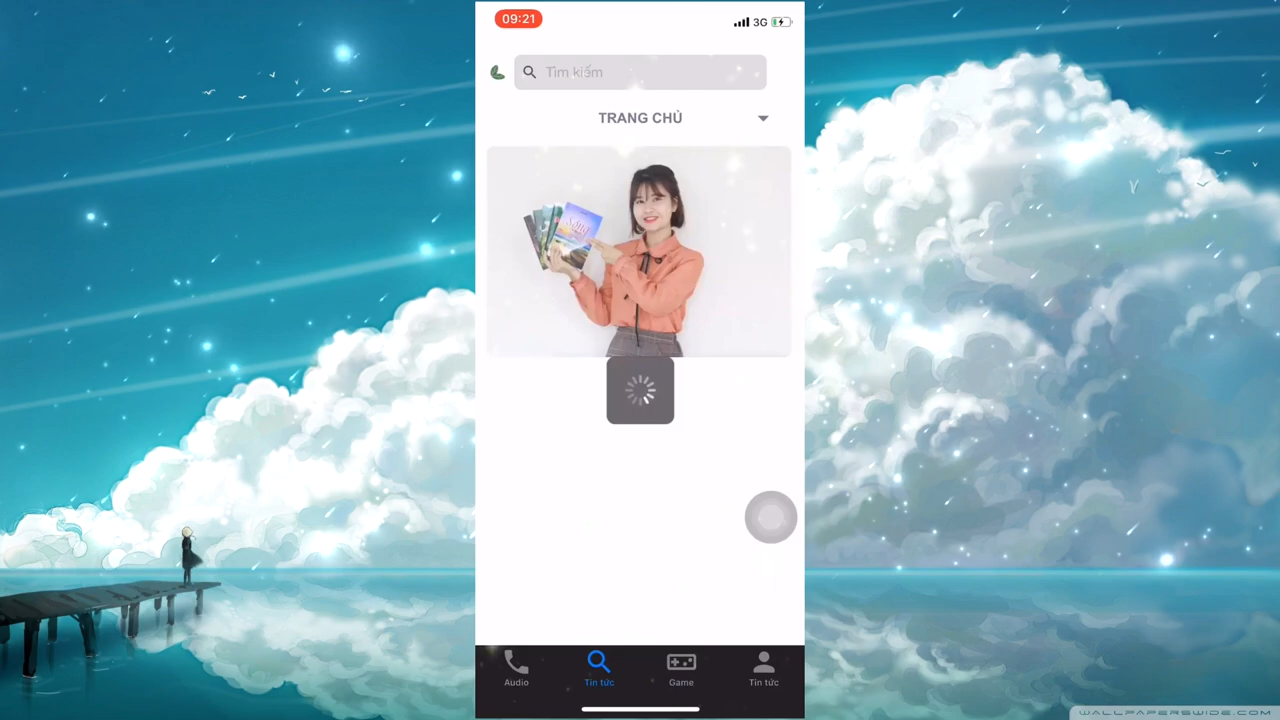 09:21
3G
Tìm kiếm
TRANG CHỦ
Audio
Tin tức
Game
Tin tức
WALLPAPERSWIDE.COM